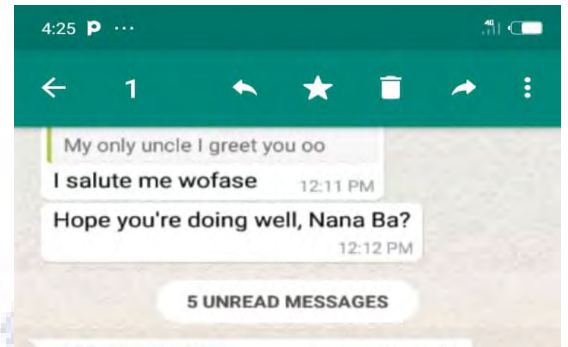 4:25 P ...
4G
1
My only uncle I greet you oo
I salute me wofase 12:11 PM
Hope you're doing well, Nana Ba?
12:12 PM
5 UNREAD MESSAGES